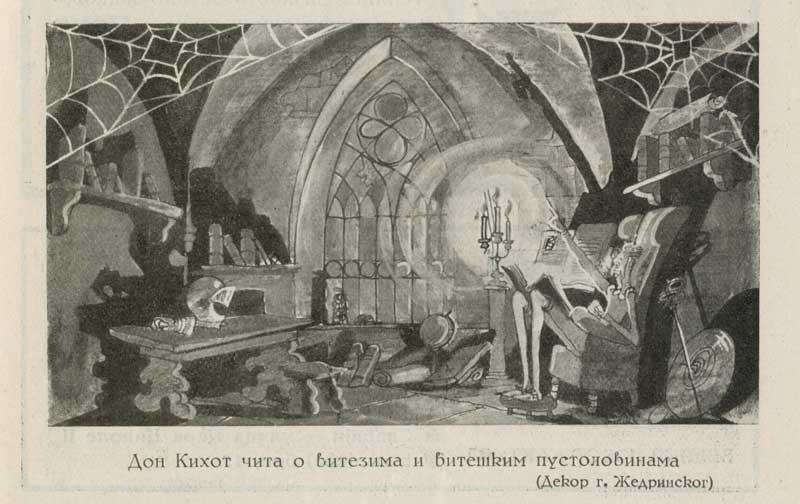 Дон Кихот чита о витезима и витешким пустоловинама
(Декор г. Жедринског)